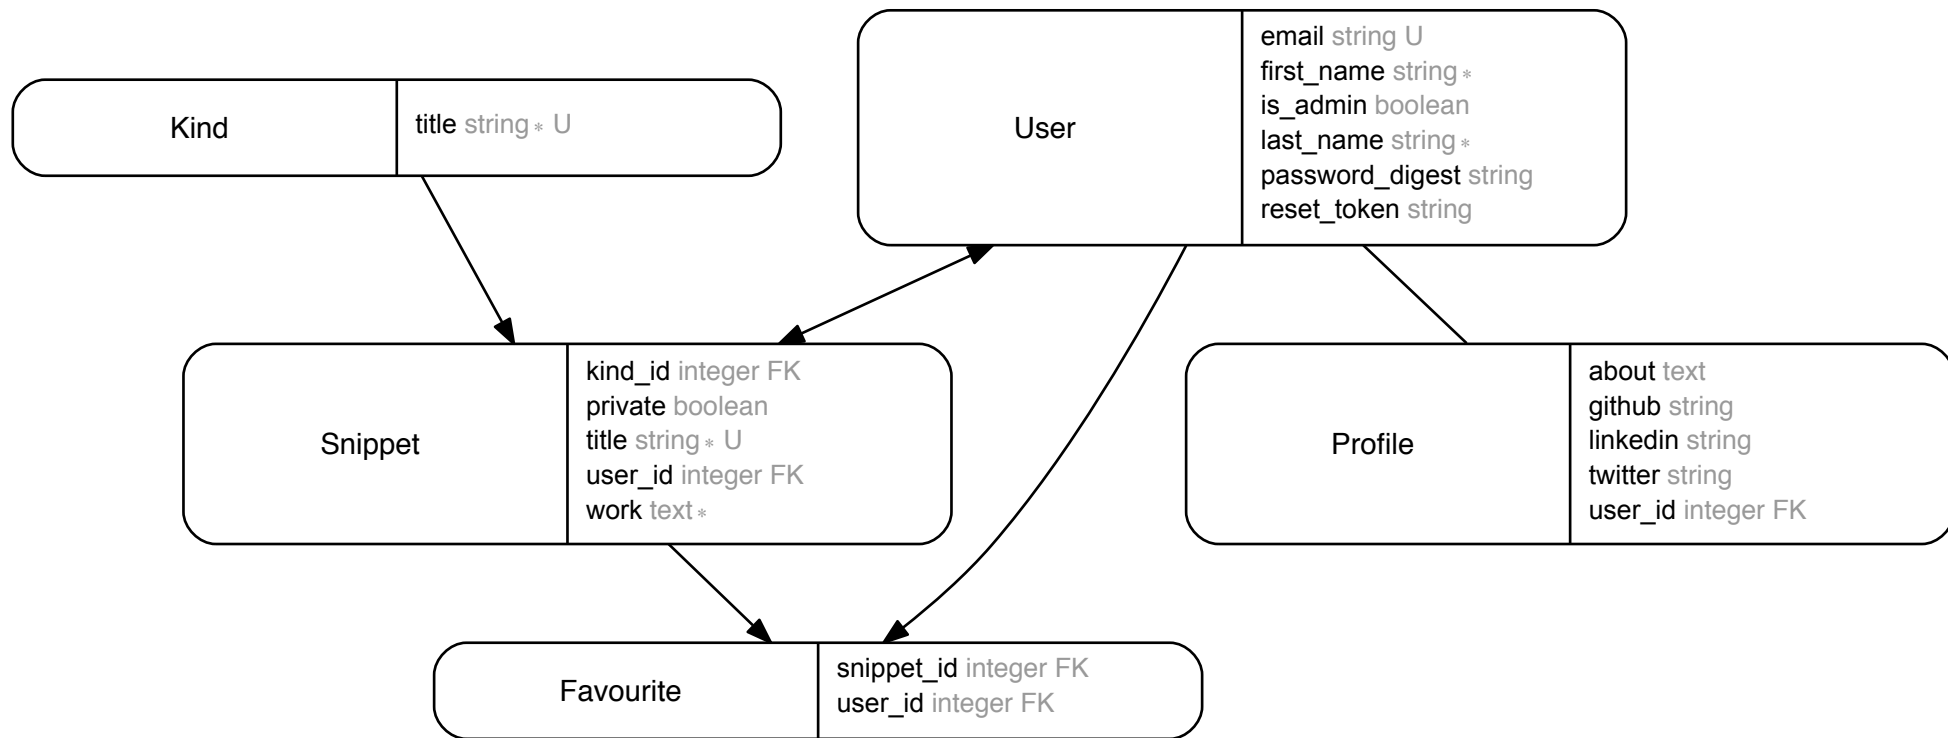 Kind
title string∗ U
User
email string U
first_name string∗
is_admin boolean
last_name string∗
password_digest string
reset_token string
Snippet
kind_id integer FK
private boolean
title string∗ U
user_id integer FK
work text∗
Profile
about text
github string
linkedin string
twitter string
user_id integer FK
Favourite
snippet_id integer FK
user_id integer FK